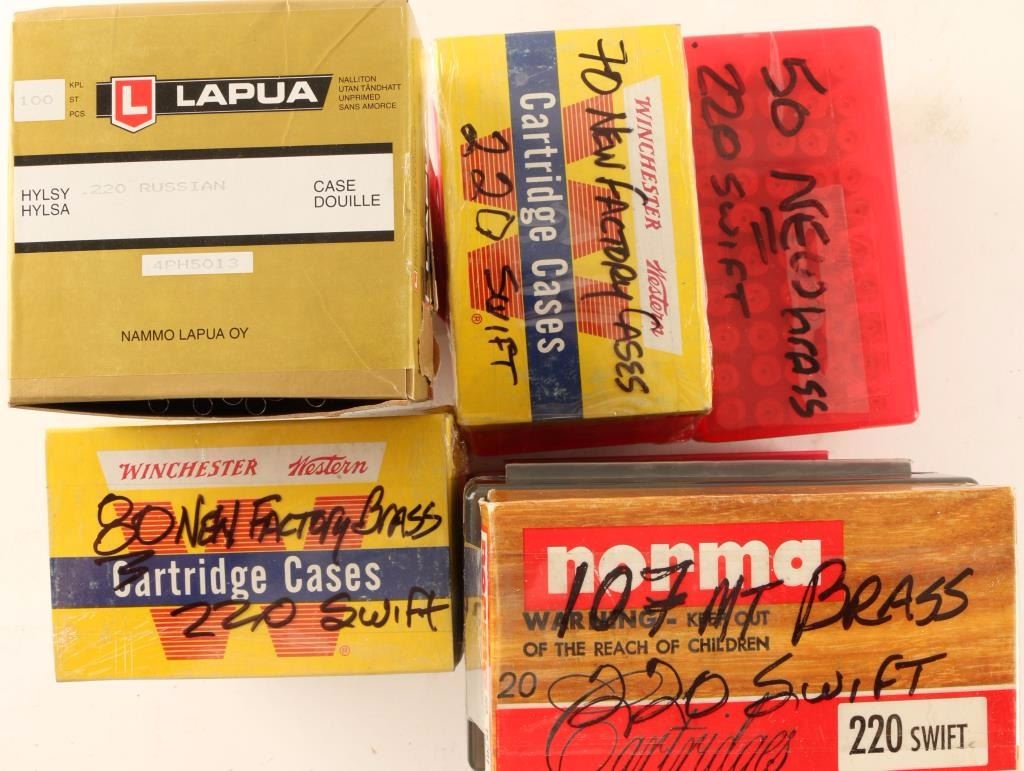 100 KPL
ST
PCS
L LAPUA
NALLITON
UTAN TÄNDHATT
UNPRIMED
SANS AMORCE
HYLSY .220 RUSSIAN
HYLSA
CASE
DOUILLE
4PH5013
NAMMO LAPUA OY
WINCHESTER Western
70 NEW FACTORY CASES
Cartridge Cases
220 SWIFT
®
50 NEW brASS
220 SWIFT
WINCHESTER Western
80 NEW FACTORY BRASS
Cartridge Cases
220 SWIFT
®
norma
107 MT BRASS
WARNING - KEEP OUT
OF THE REACH OF CHILDREN
20 220 SWIFT
Cartridges
220 SWIFT